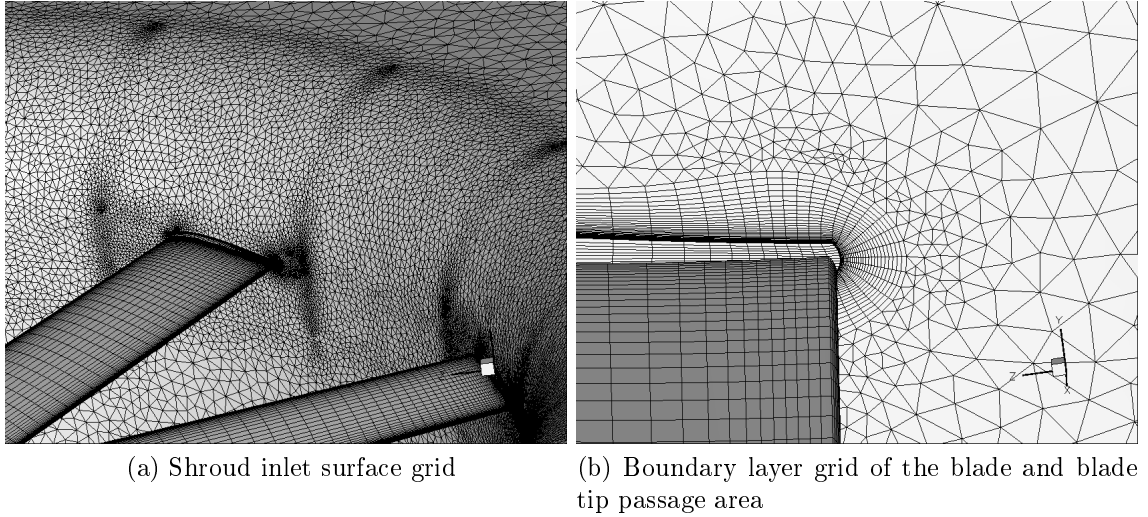 Y
Z
X
(a) Shroud inlet surface grid
(b) Boundary layer grid of the blade and blade
tip passage area